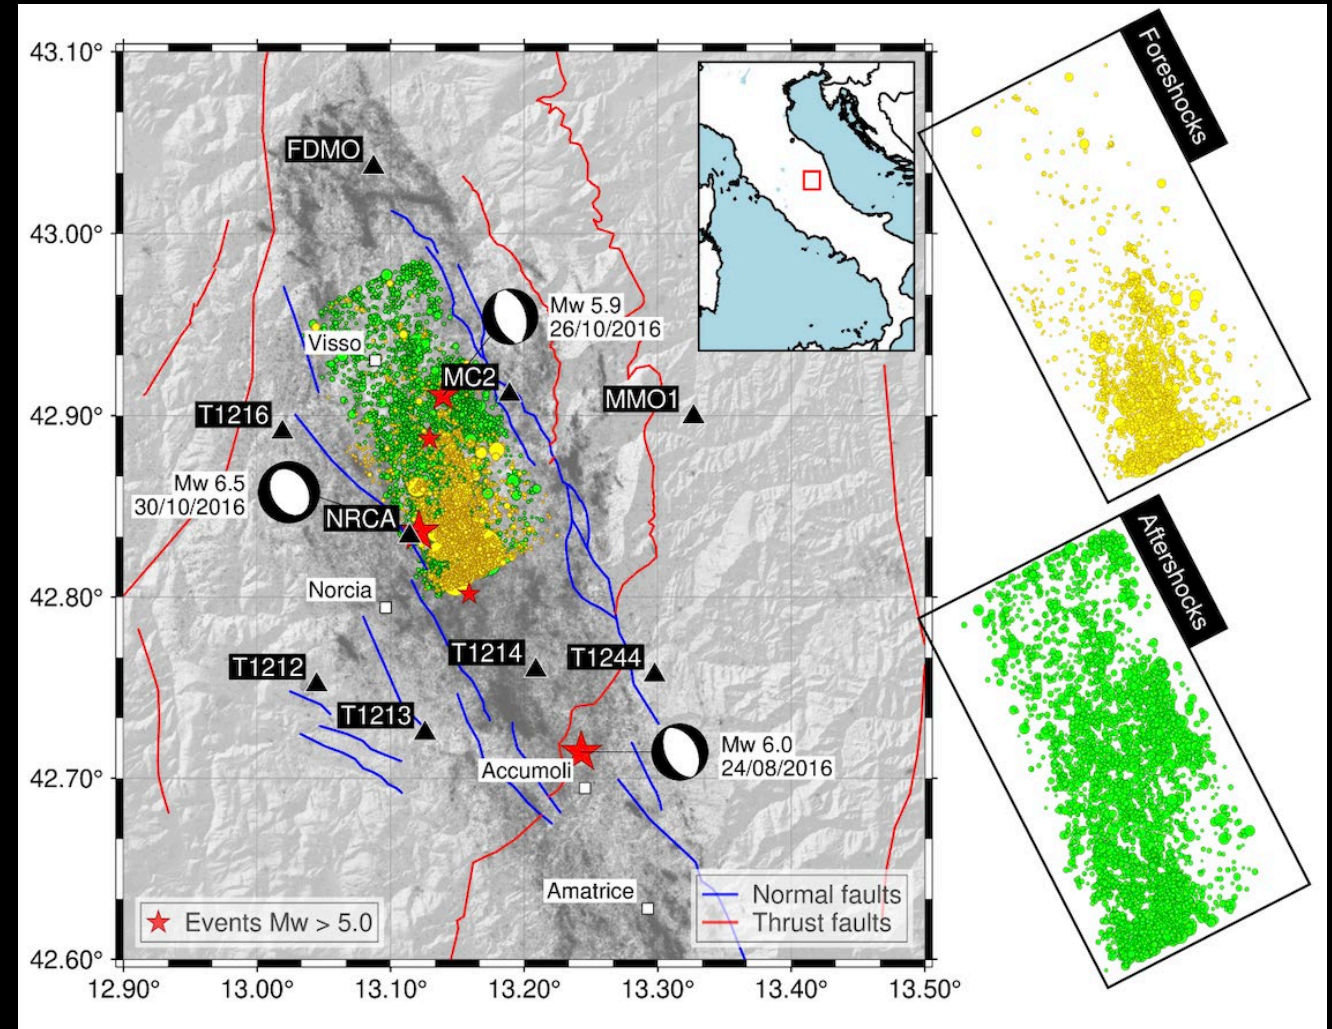 43.10°
43.00°
42.90°
42.80°
42.70°
42.60°
12.90°
13.00°
13.10°
13.20°
13.30°
13.40°
13.50°
FDMO
Mw 5.9
26/10/2016
Visso
MC2
MMO1
T1216
Mw 6.5
30/10/2016
NRCA
Norcia
T1214
T1244
T1212
T1213
Mw 6.0
24/08/2016
Accumoli
Amatrice
Events Mw > 5.0
Normal faults
Thrust faults
Foreshocks
Aftershocks